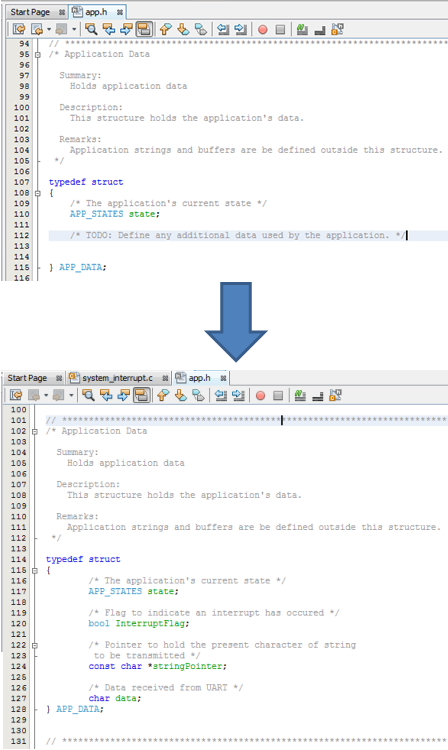 Start Page app.h
94 // ************************************************************
95 /* Application Data
96
97 Summary:
98 Holds application data
99
100 Description:
101 This structure holds the application's data.
102
103 Remarks:
104 Application strings and buffers are be defined outside this structure.
105 */
106
107 typedef struct
108 {
109 /* The application's current state */
110 APP_STATES state;
111
112 /* TODO: Define any additional data used by the application. */
113
114
115 } APP_DATA;
116
Start Page system_interrupt.c app.h
100
101 // ************************************************************
102 /* Application Data
103
104 Summary:
105 Holds application data
106
107 Description:
108 This structure holds the application's data.
109
110 Remarks:
111 Application strings and buffers are be defined outside this structure.
112 */
113
114 typedef struct
115 {
116 /* The application's current state */
117 APP_STATES state;
118
119 /* Flag to indicate an interrupt has occured */
120 bool InterruptFlag;
121
122 /* Pointer to hold the present character of string
123 to be transmitted */
124 const char *stringPointer;
125
126 /* Data received from UART */
127 char data;
128 } APP_DATA;
129
130
131 // ************************************************************